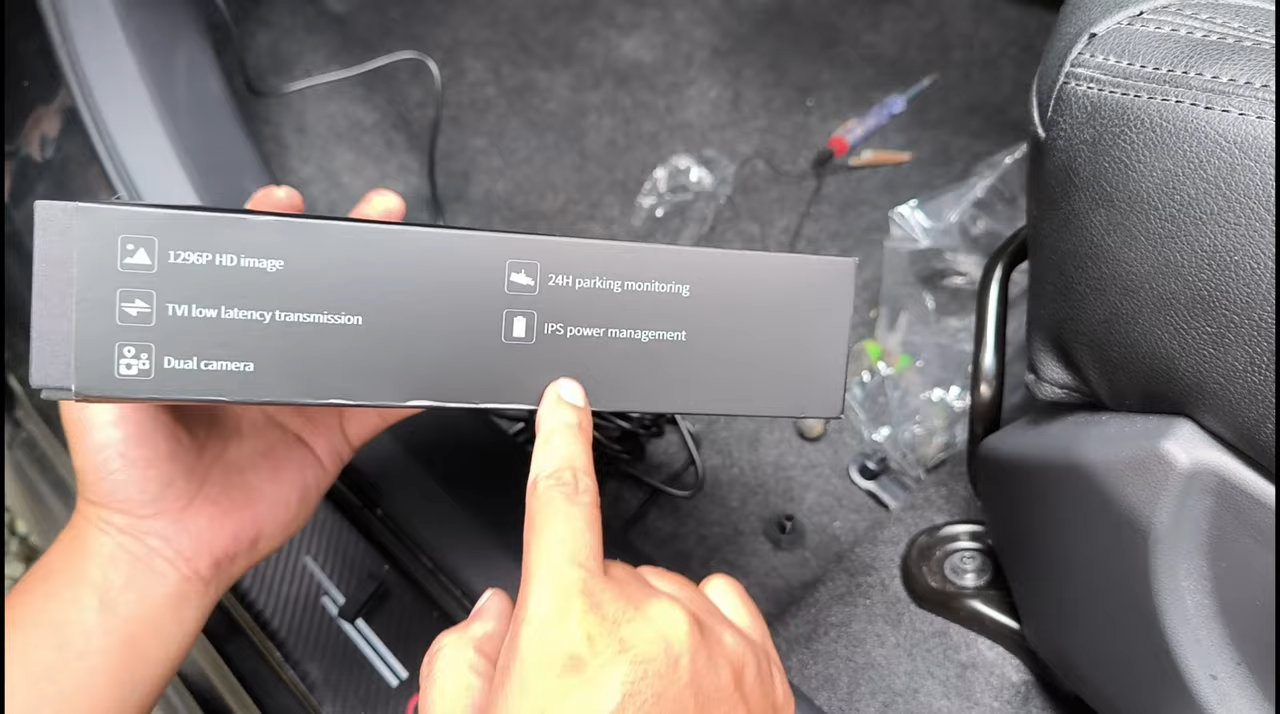 1296P HD image
TVI low latency transmission
Dual camera
24H parking monitoring
IPS power management